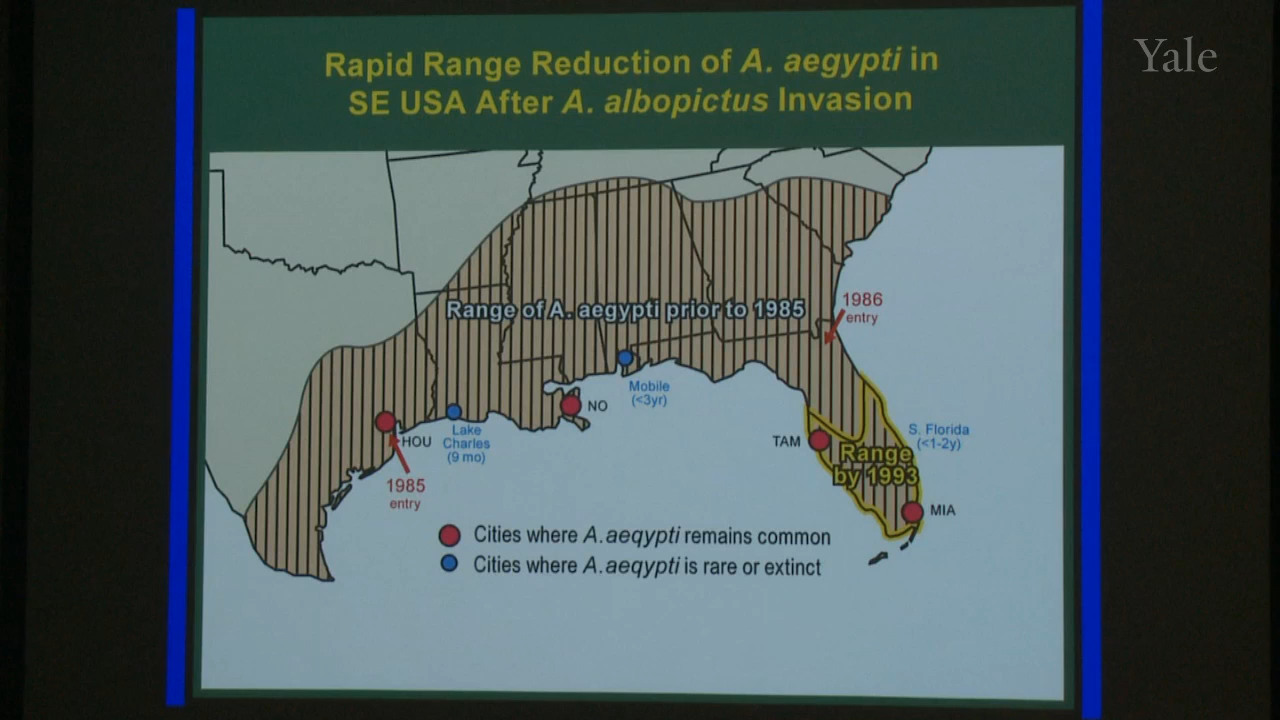 Yale
Rapid Range Reduction of A. aegypti in
SE USA After A. albopictus Invasion
Range of A. aegypti prior to 1985
1986
entry
Mobile
(<3yr)
NO
HOU
Lake
Charles
(9 mo)
1985
entry
TAM
S. Florida
(<1-2y)
Range
by 1993
MIA
Cities where A.aeqypti remains common
Cities where A.aeqypti is rare or extinct